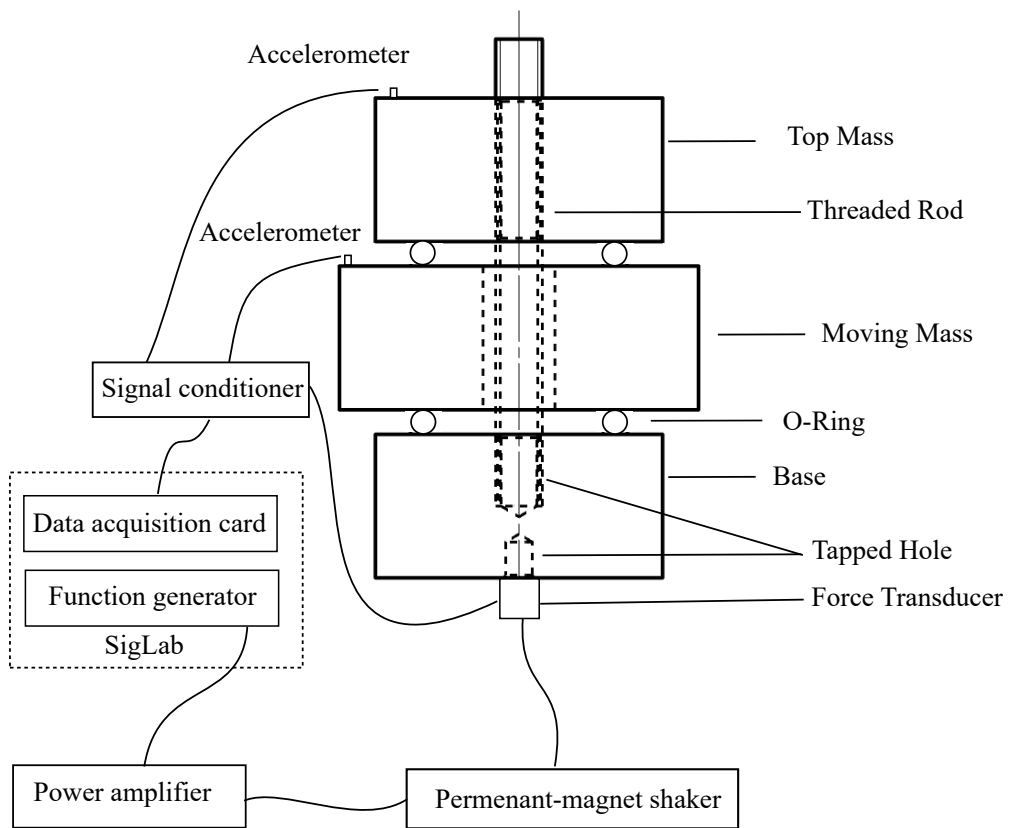 Accelerometer
Top Mass
Threaded Rod
Accelerometer
Moving Mass
Signal conditioner
O-Ring
Base
Data acquisition card
Tapped Hole
Function generator
Force Transducer
SigLab
Power amplifier
Permenant-magnet shaker